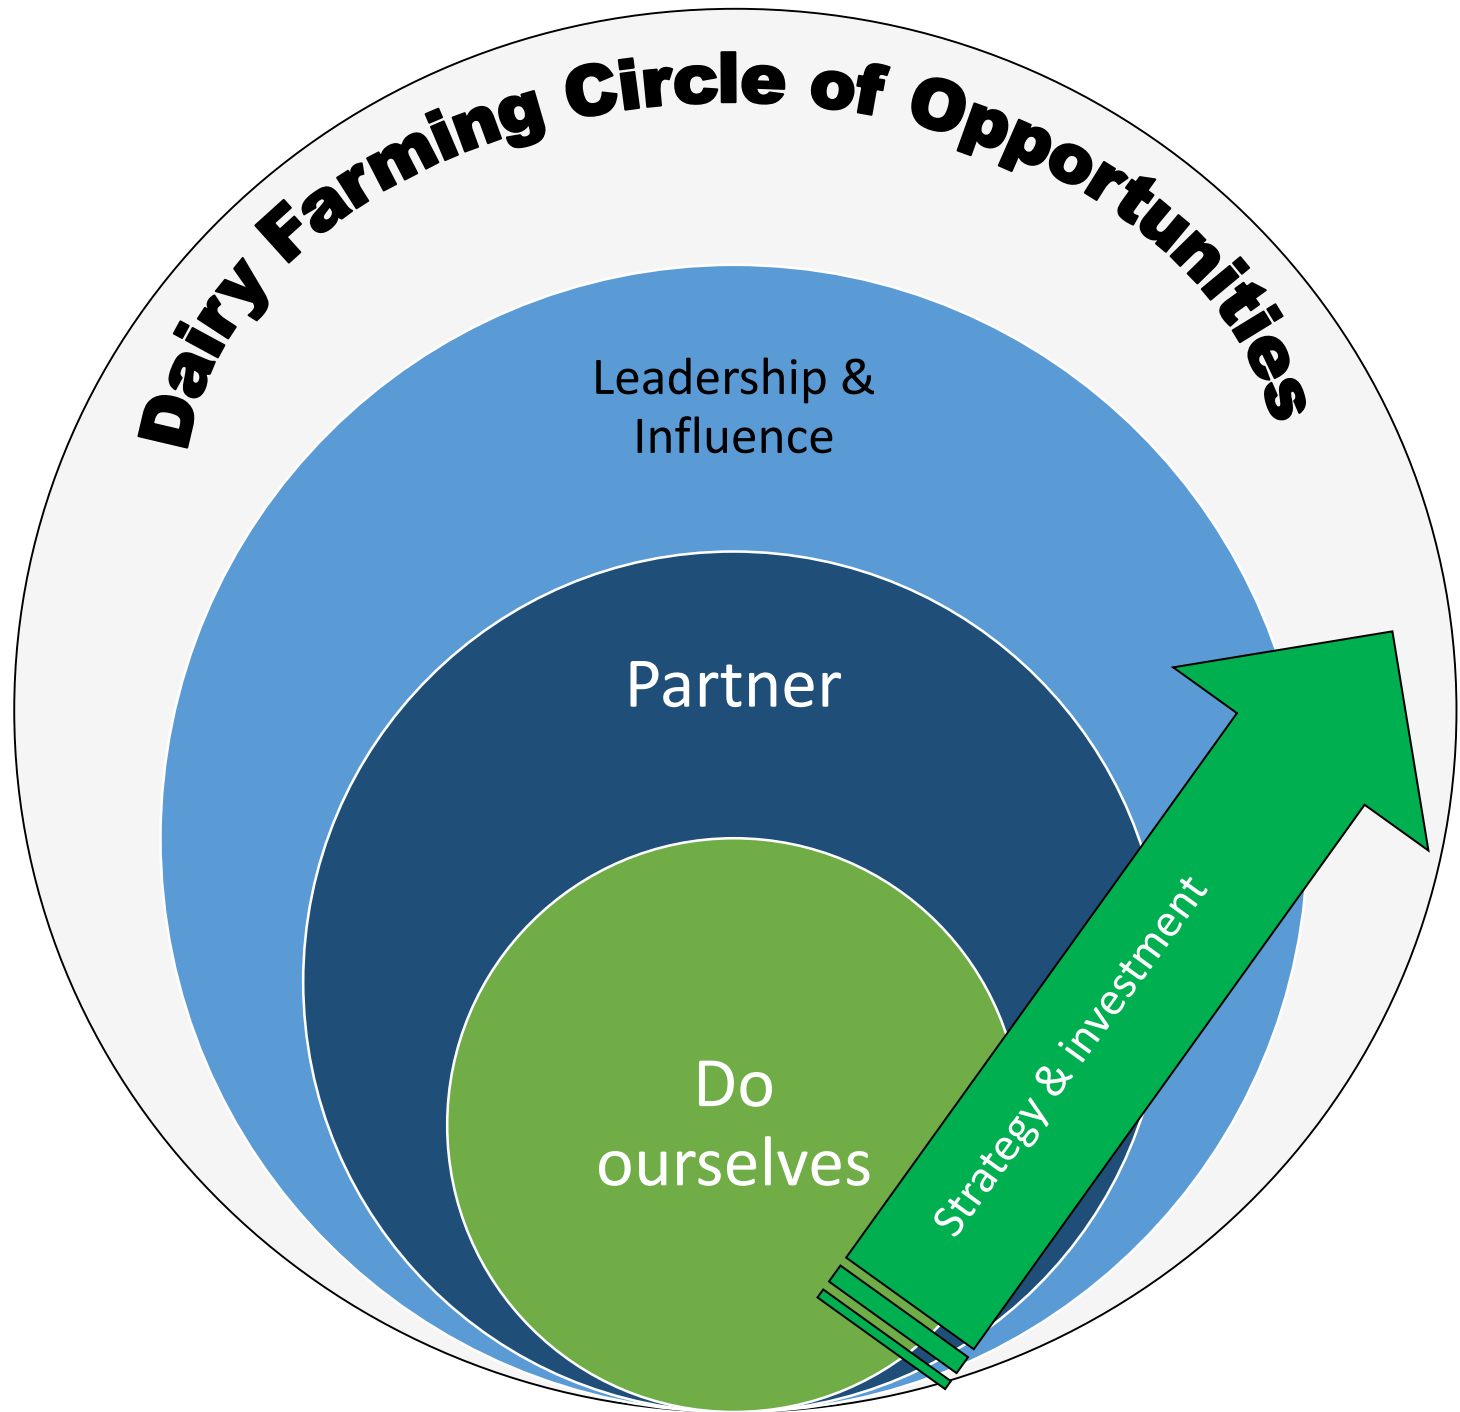 Dairy Farming Circle of Opportunities
Leadership &
Influence
Partner
Do
ourselves
Strategy & investment